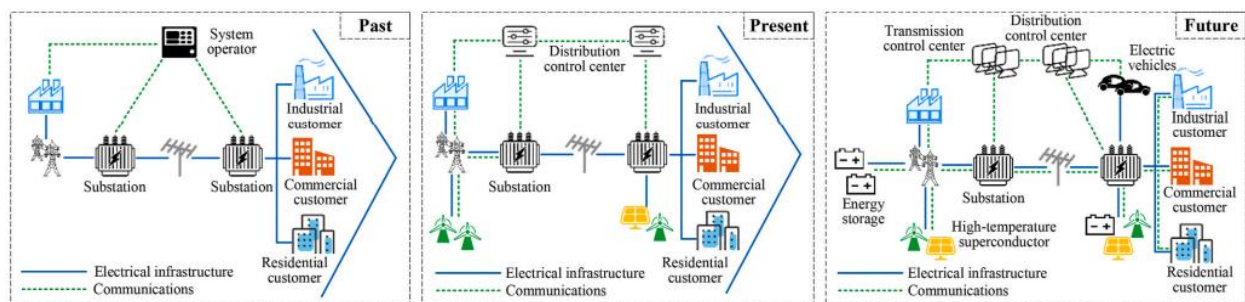 Past
System
operator
Industrial
customer
Substation
Substation
Commercial
customer
Residential
customer
Electrical infrastructure
Communications
Present
Distribution
control center
Industrial
customer
Substation
Commercial
customer
Residential
customer
Electrical infrastructure
Communications
Future
Transmission
control center
Distribution
control center
Electric
vehicles
Industrial
customer
Substation
Energy
storage
Commercial
customer
High-temperature
superconductor
Residential
customer
Electrical infrastructure
Communications